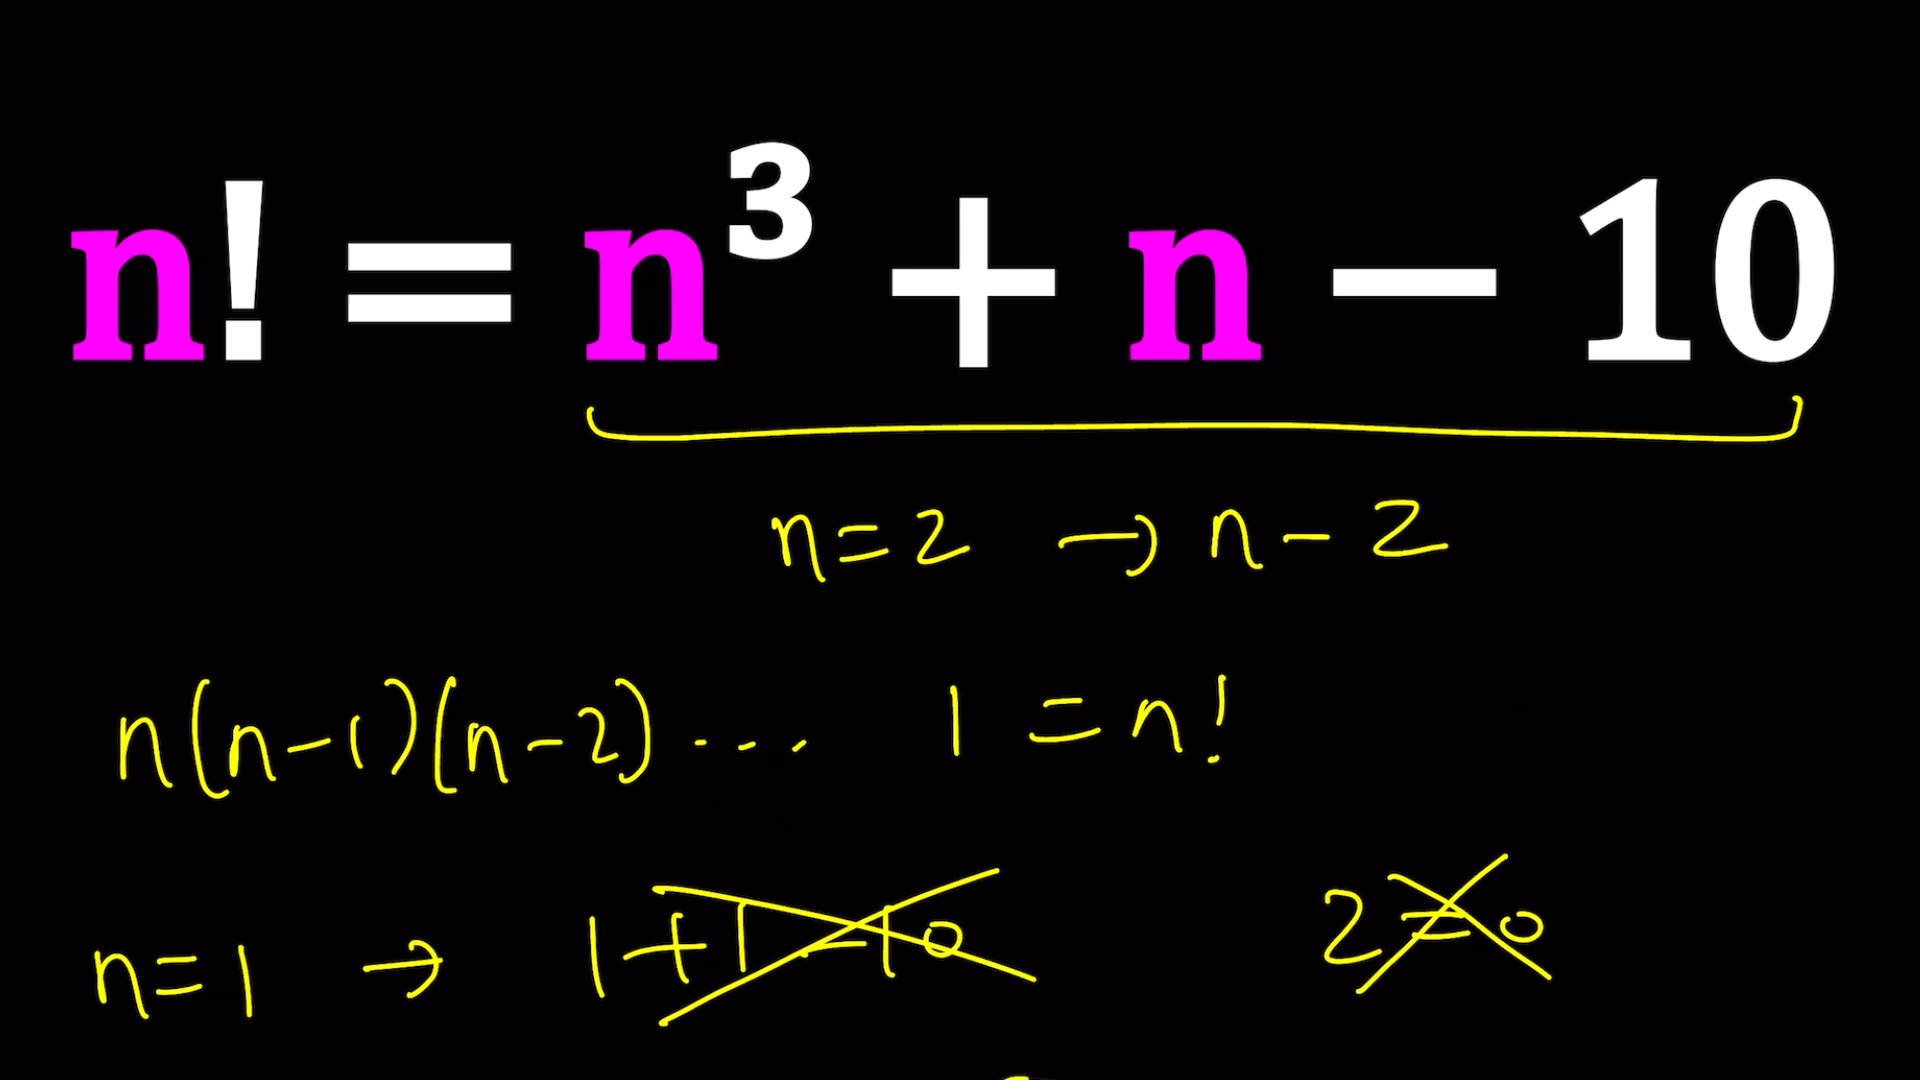 n! = n³ + n − 10
n = 2 → n − 2
n(n−1)(n−2)... 1 = n!
n = 1 → 1+1−10 2=0